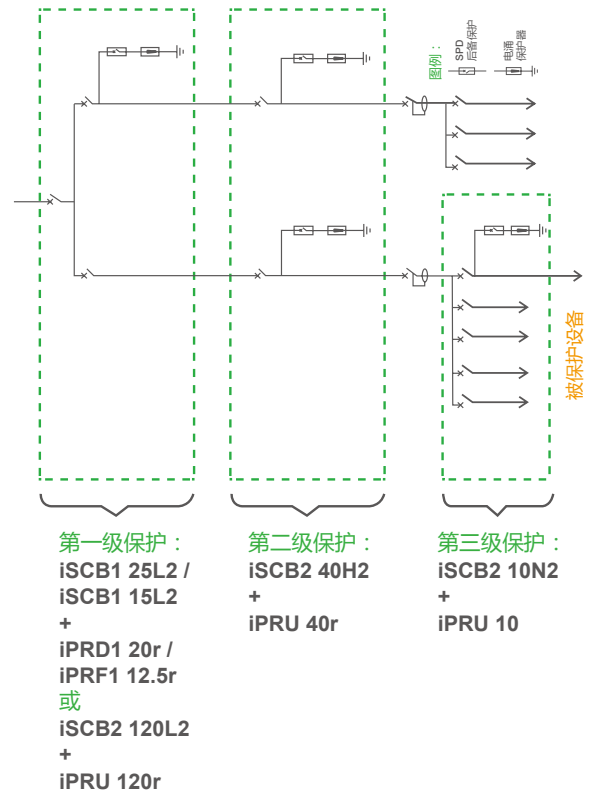 图例：
SPD
后备保护
电涌
保护器
被保护设备
第一级保护：
iSCB1 25L2 /
iSCB1 15L2
+
iPRD1 20r /
iPRF1 12.5r
或
iSCB2 120L2
+
iPRU 120r
第二级保护：
iSCB2 40H2
+
iPRU 40r
第三级保护：
iSCB2 10N2
+
iPRU 10